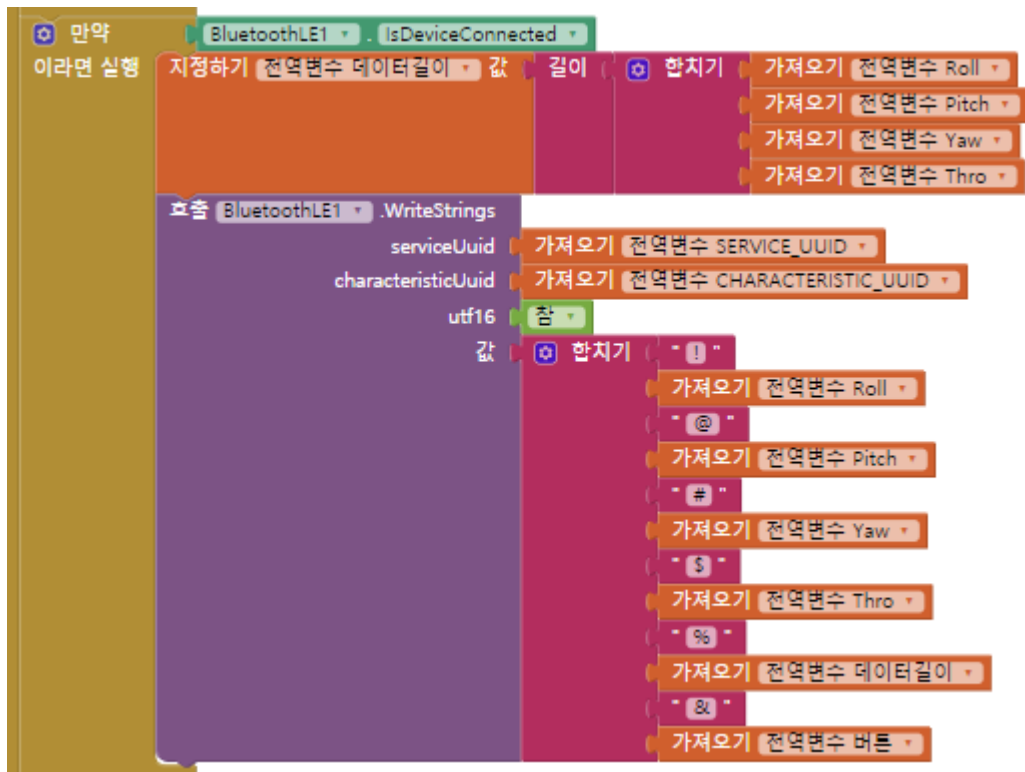 만약 BluetoothLE1 . IsDeviceConnected
이라면 실행 지정하기 전역변수 데이터길이 값 길이 합치기 가져오기 전역변수 Roll
가져오기 전역변수 Pitch
가져오기 전역변수 Yaw
가져오기 전역변수 Thro
호출 BluetoothLE1 .WriteStrings
serviceUuid 가져오기 전역변수 SERVICE_UUID
characteristicUuid 가져오기 전역변수 CHARACTERISTIC_UUID
utf16 참
값 합치기 " ! "
가져오기 전역변수 Roll
" @ "
가져오기 전역변수 Pitch
" # "
가져오기 전역변수 Yaw
" $ "
가져오기 전역변수 Thro
" % "
가져오기 전역변수 데이터길이
" & "
가져오기 전역변수 버튼